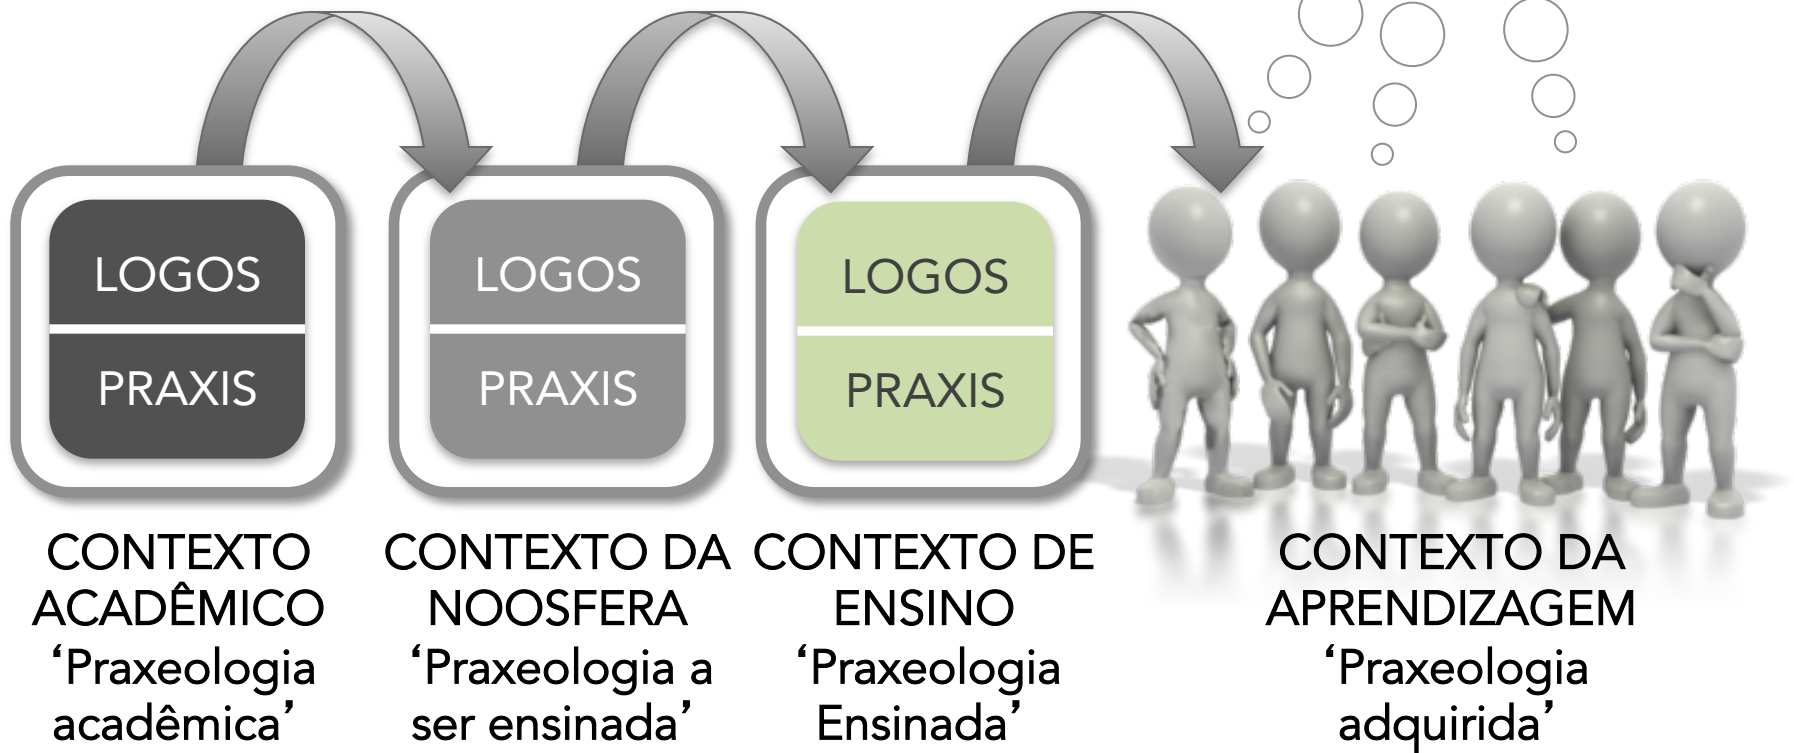 LOGOS
PRAXIS
LOGOS
PRAXIS
LOGOS
PRAXIS
CONTEXTO
ACADÊMICO
‘Praxeologia
acadêmica’
CONTEXTO DA
NOOSFERA
‘Praxeologia a
ser ensinada’
CONTEXTO DE
ENSINO
‘Praxeologia
Ensinada’
CONTEXTO DA
APRENDIZAGEM
‘Praxeologia
adquirida’